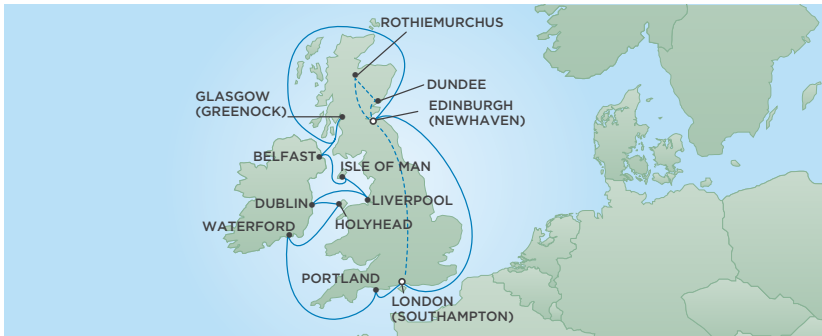 ROTHIEMURCHUS
DUNDEE
GLASGOW
(GREENOCK)
EDINBURGH
(NEWHAVEN)
BELFAST
ISLE OF MAN
DUBLIN
LIVERPOOL
WATERFORD
HOLYHEAD
PORTLAND
LONDON
(SOUTHAMPTON)